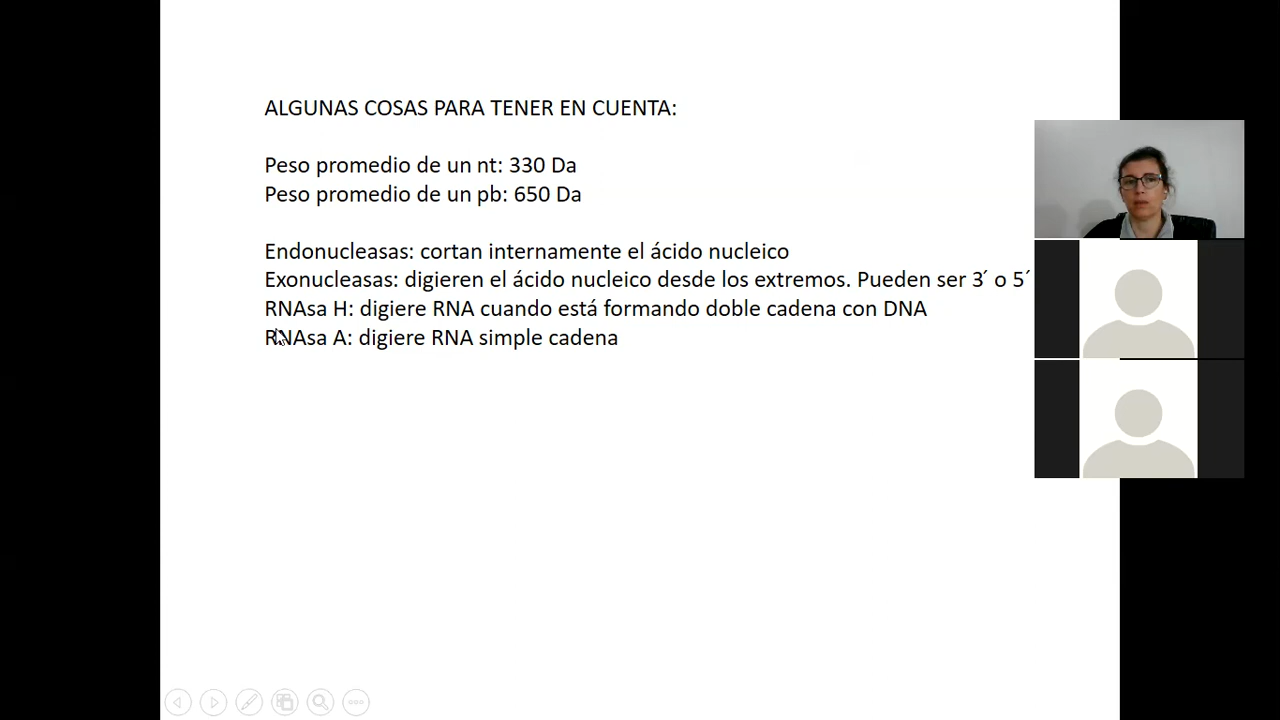 ALGUNAS COSAS PARA TENER EN CUENTA:
Peso promedio de un nt: 330 Da
Peso promedio de un pb: 650 Da
Endonucleasas: cortan internamente el ácido nucleico
Exonucleasas: digieren el ácido nucleico desde los extremos. Pueden ser 3´ o 5´
RNAsa H: digiere RNA cuando está formando doble cadena con DNA
RNAsa A: digiere RNA simple cadena